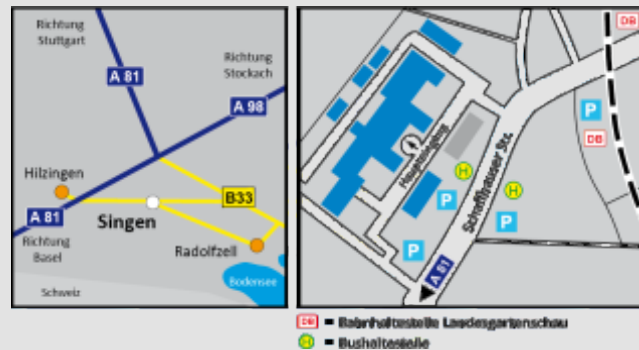 Richtung
Stuttgart
A 81
Richtung
Stockach
A 98
Hilzingen
A 81
Singen
B33
Richtung
Basel
Radolfzell
Bodensee
Schweiz
DB
P
DB
Haupteingang
H
Schaffhauser Str.
H
P
P
P
A 81
DB = Bahnhaltestelle Landesgartenschau
H = Bushaltestelle